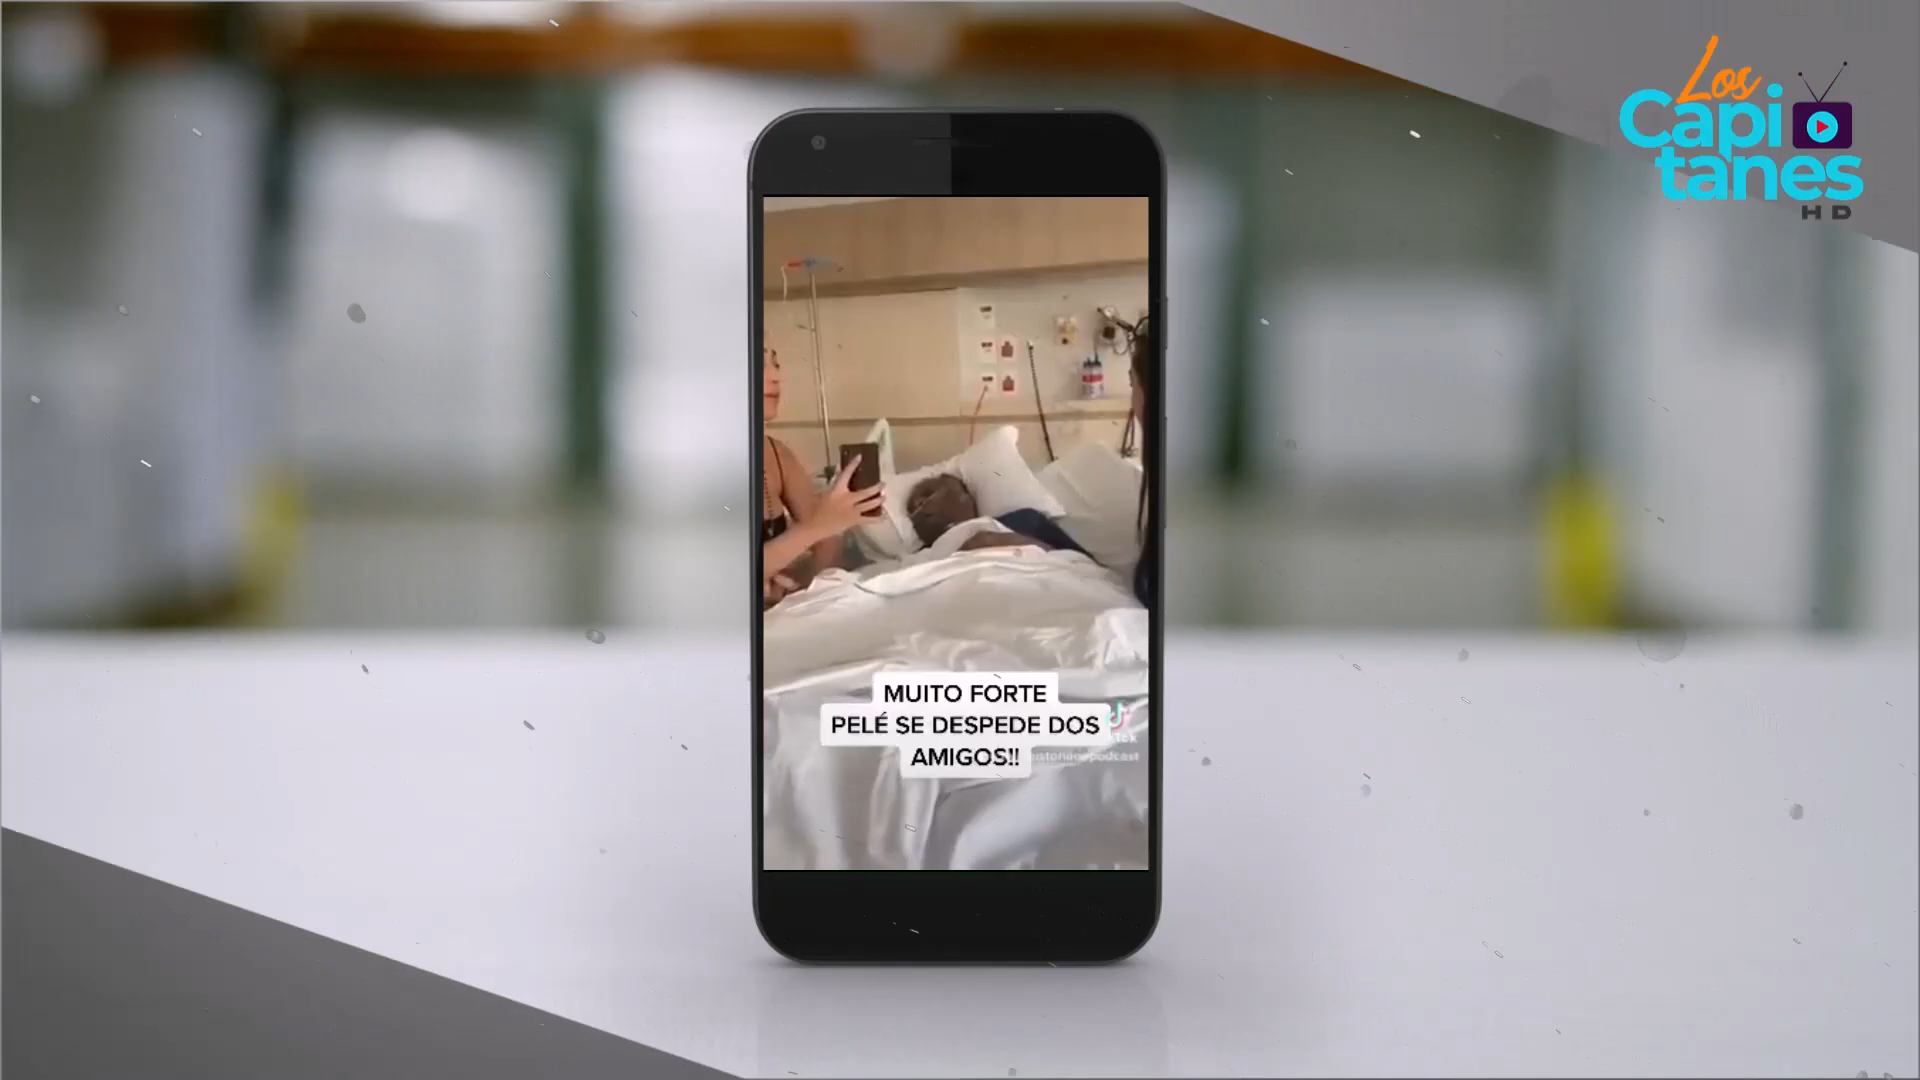 Los
Capi
tanes
HD
MUITO FORTE
PELÉ SE DESPEDE DOS
AMIGOS!!